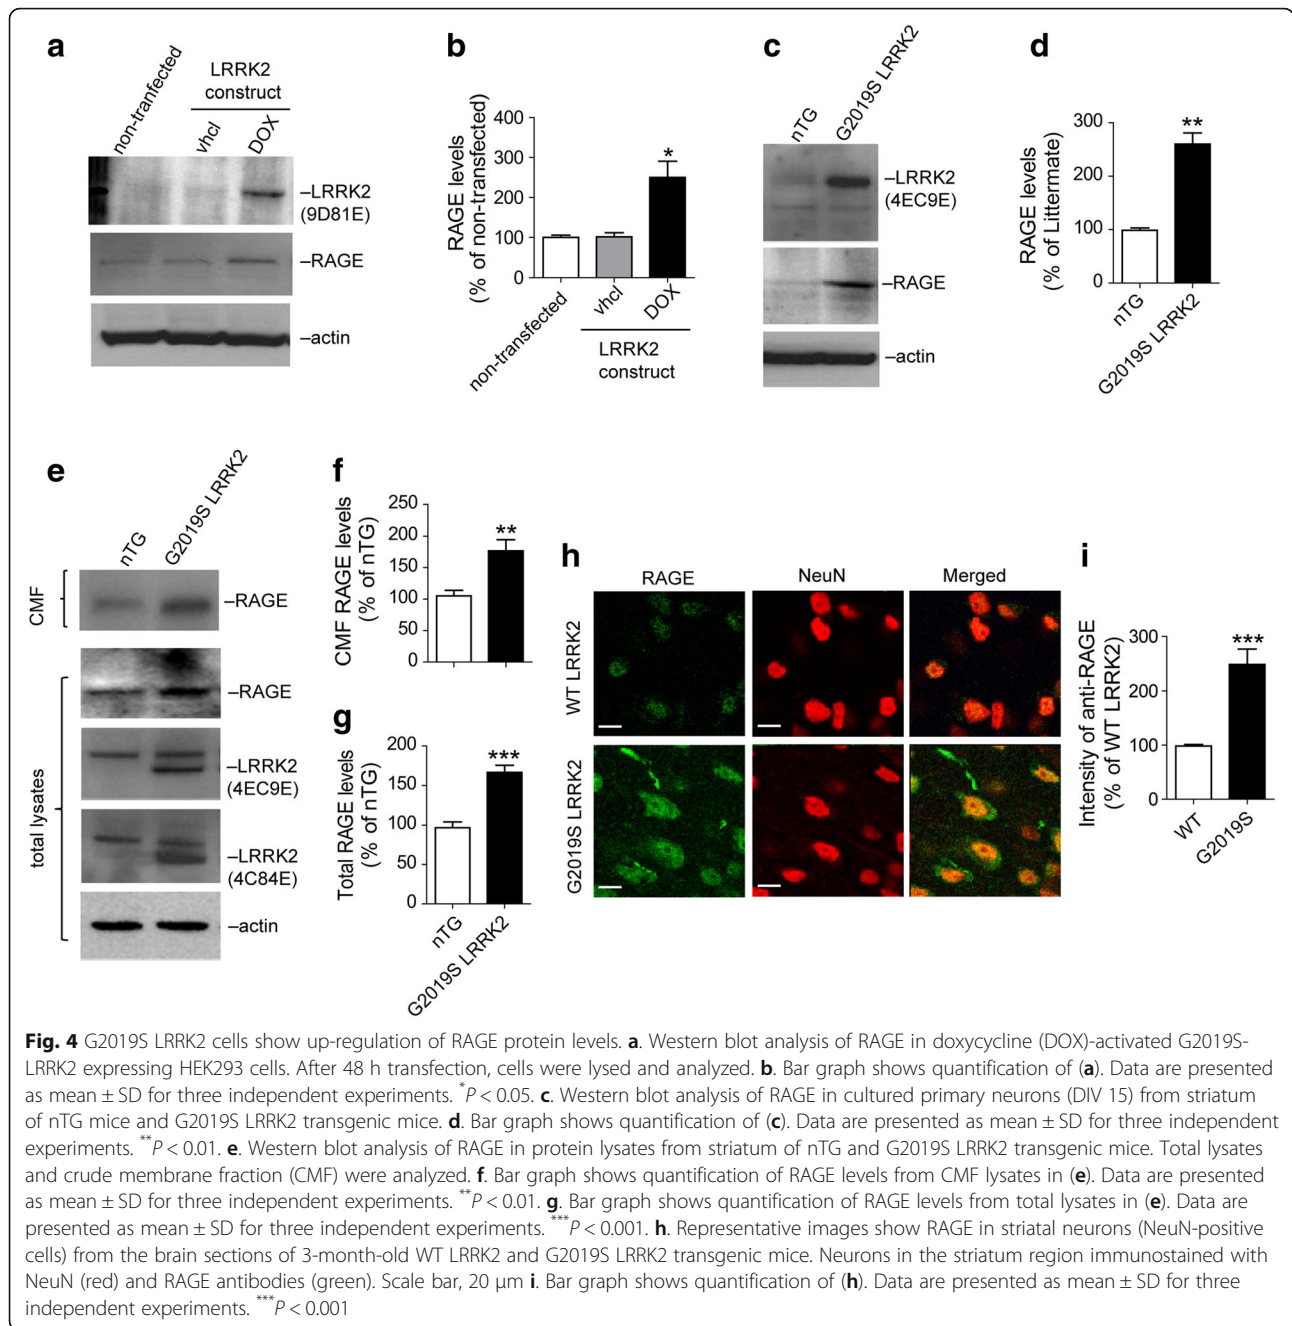 a
non-tranfected
LRRK2
construct
vhcl
DOX
–LRRK2
(9D81E)
–RAGE
–actin
b
RAGE levels
(% of non-transfected)
400
300
200
100
0
*
non-transfected
vhcl
DOX
LRRK2
construct
c
nTG
G2019S LRRK2
–LRRK2
(4EC9E)
–RAGE
–actin
d
RAGE levels
(% of Littermate)
300
200
100
0
**
nTG
G2019S LRRK2
e
nTG
G2019S LRRK2
CMF
–RAGE
total lysates
–RAGE
–LRRK2
(4EC9E)
–LRRK2
(4C84E)
–actin
f
CMF RAGE levels
(% of nTG)
250
200
150
100
50
0
**
g
Total RAGE levels
(% of nTG)
200
150
100
50
0
***
nTG
G2019S LRRK2
h
RAGE
NeuN
Merged
WT LRRK2
G2019S LRRK2
i
Intensity of anti-RAGE
(% of WT LRRK2)
300
200
100
0
***
WT
G2019S
Fig. 4 G2019S LRRK2 cells show up-regulation of RAGE protein levels. a. Western blot analysis of RAGE in doxycycline (DOX)-activated G2019S-
LRRK2 expressing HEK293 cells. After 48 h transfection, cells were lysed and analyzed. b. Bar graph shows quantification of (a). Data are presented
as mean ± SD for three independent experiments. *P < 0.05. c. Western blot analysis of RAGE in cultured primary neurons (DIV 15) from striatum
of nTG mice and G2019S LRRK2 transgenic mice. d. Bar graph shows quantification of (c). Data are presented as mean ± SD for three independent
experiments. **P < 0.01. e. Western blot analysis of RAGE in protein lysates from striatum of nTG and G2019S LRRK2 transgenic mice. Total lysates
and crude membrane fraction (CMF) were analyzed. f. Bar graph shows quantification of RAGE levels from CMF lysates in (e). Data are presented
as mean ± SD for three independent experiments. **P < 0.01. g. Bar graph shows quantification of RAGE levels from total lysates in (e). Data are
presented as mean ± SD for three independent experiments. ***P < 0.001. h. Representative images show RAGE in striatal neurons (NeuN-positive
cells) from the brain sections of 3-month-old WT LRRK2 and G2019S LRRK2 transgenic mice. Neurons in the striatum region immunostained with
NeuN (red) and RAGE antibodies (green). Scale bar, 20 μm i. Bar graph shows quantification of (h). Data are presented as mean ± SD for three
independent experiments. ***P < 0.001